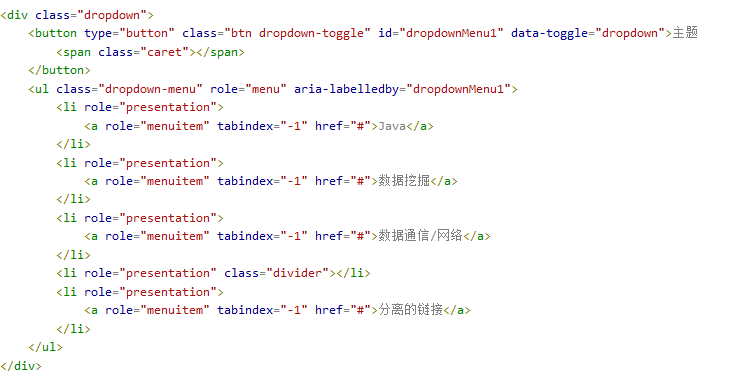 <div class="dropdown">
    <button type="button" class="btn dropdown-toggle" id="dropdownMenu1" data-toggle="dropdown">主题
        <span class="caret"></span>
    </button>
    <ul class="dropdown-menu" role="menu" aria-labelledby="dropdownMenu1">
        <li role="presentation">
            <a role="menuitem" tabindex="-1" href="#">Java</a>
        </li>
        <li role="presentation">
            <a role="menuitem" tabindex="-1" href="#">数据挖掘</a>
        </li>
        <li role="presentation">
            <a role="menuitem" tabindex="-1" href="#">数据通信/网络</a>
        </li>
        <li role="presentation" class="divider"></li>
        <li role="presentation">
            <a role="menuitem" tabindex="-1" href="#">分离的链接</a>
        </li>
    </ul>
</div>